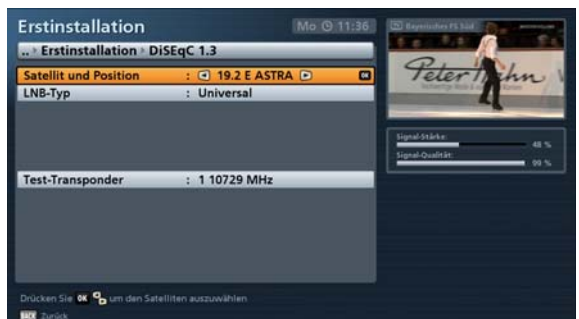 Erstinstallation
Mo 11:36
.. › Erstinstallation › DiSEqC 1.3
Satellit und Position : 19.2 E ASTRA OK
LNB-Typ : Universal
Test-Transponder : 1 10729 MHz
Bayerisches FS Süd
Peter Hahn
Signal-Stärke:
48 %
Signal-Qualität:
99 %
Drücken Sie OK um den Satelliten auszuwählen
BACK Zurück